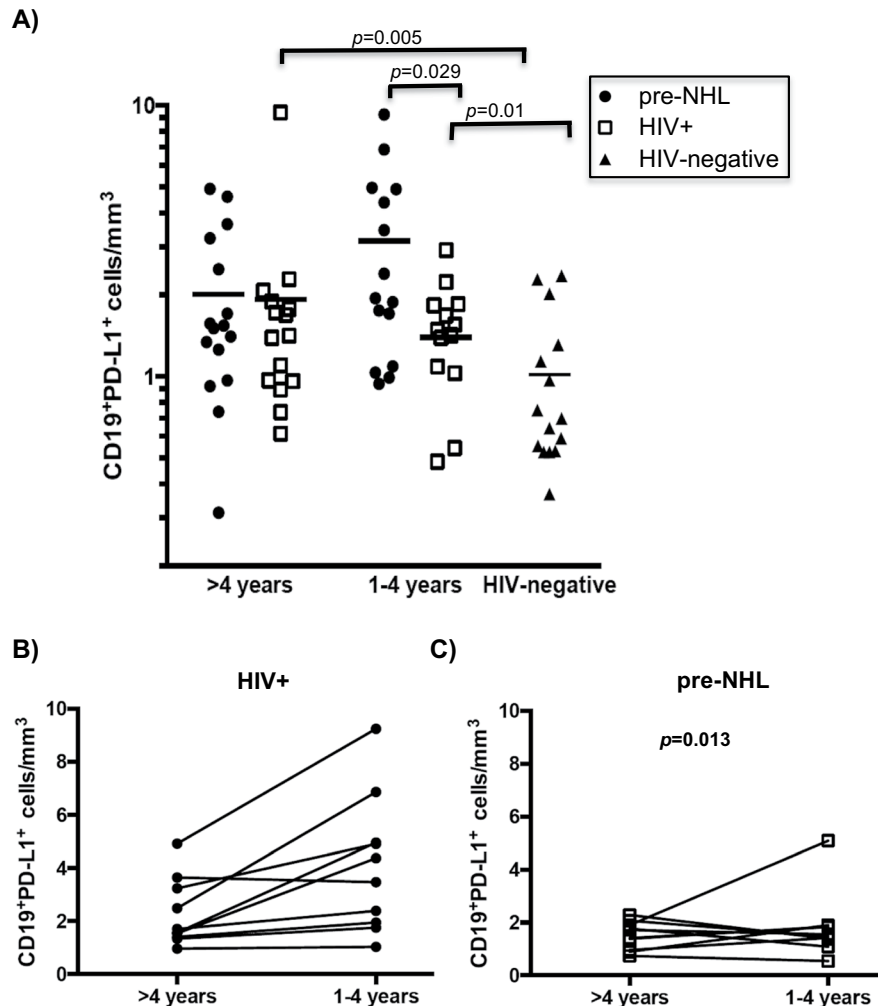 A)
p=0.005
p=0.029
p=0.01
pre-NHL
HIV+
HIV-negative
10
1
CD19+PD-L1+ cells/mm3
>4 years
1-4 years
HIV-negative
B)
HIV+
CD19+PD-L1+ cells/mm3
10
8
6
4
2
0
>4 years
1-4 years
C)
pre-NHL
p=0.013
CD19+PD-L1+ cells/mm3
10
8
6
4
2
0
>4 years
1-4 years